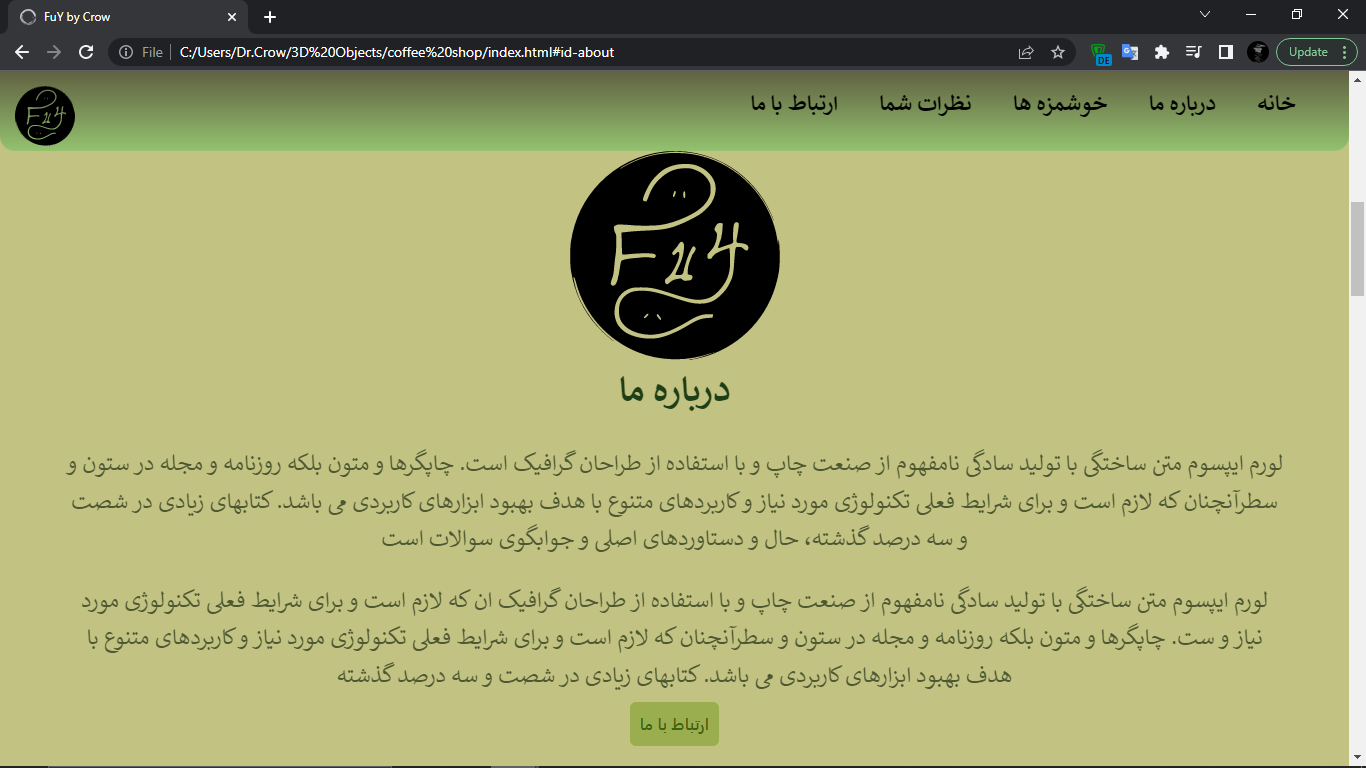 FuY by Crow
File
C:/Users/Dr.Crow/3D%20Objects/coffee%20shop/index.html#id-about
DE
Update
FuY
خانه
درباره ما
خوشمزه ها
نظرات شما
ارتباط با ما
FuY
درباره ما
لورم ایپسوم متن ساختگی با تولید سادگی نامفهوم از صنعت چاپ و با استفاده از طراحان گرافیک است. چاپگرها و متون بلکه روزنامه و مجله در ستون و
سطرآنچنان که لازم است و برای شرایط فعلی تکنولوژی مورد نیاز و کاربردهای متنوع با هدف بهبود ابزارهای کاربردی می باشد. کتابهای زیادی در شصت
و سه درصد گذشته، حال و دستاوردهای اصلی و جوابگوی سوالات است
لورم ایپسوم متن ساختگی با تولید سادگی نامفهوم از صنعت چاپ و با استفاده از طراحان گرافیک ان که لازم است و برای شرایط فعلی تکنولوژی مورد
نیاز و ست. چاپگرها و متون بلکه روزنامه و مجله در ستون و سطرآنچنان که لازم است و برای شرایط فعلی تکنولوژی مورد نیاز و کاربردهای متنوع با
هدف بهبود ابزارهای کاربردی می باشد. کتابهای زیادی در شصت و سه درصد گذشته
ارتباط با ما